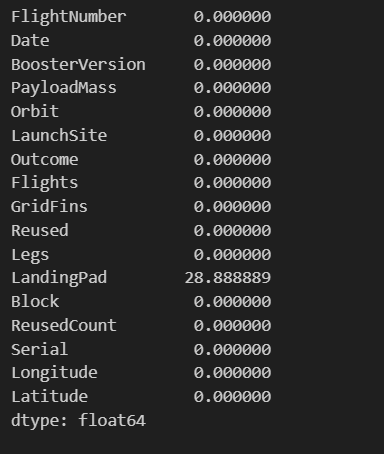 FlightNumber 0.000000
Date 0.000000
BoosterVersion 0.000000
PayloadMass 0.000000
Orbit 0.000000
LaunchSite 0.000000
Outcome 0.000000
Flights 0.000000
GridFins 0.000000
Reused 0.000000
Legs 0.000000
LandingPad 28.888889
Block 0.000000
ReusedCount 0.000000
Serial 0.000000
Longitude 0.000000
Latitude 0.000000
dtype: float64